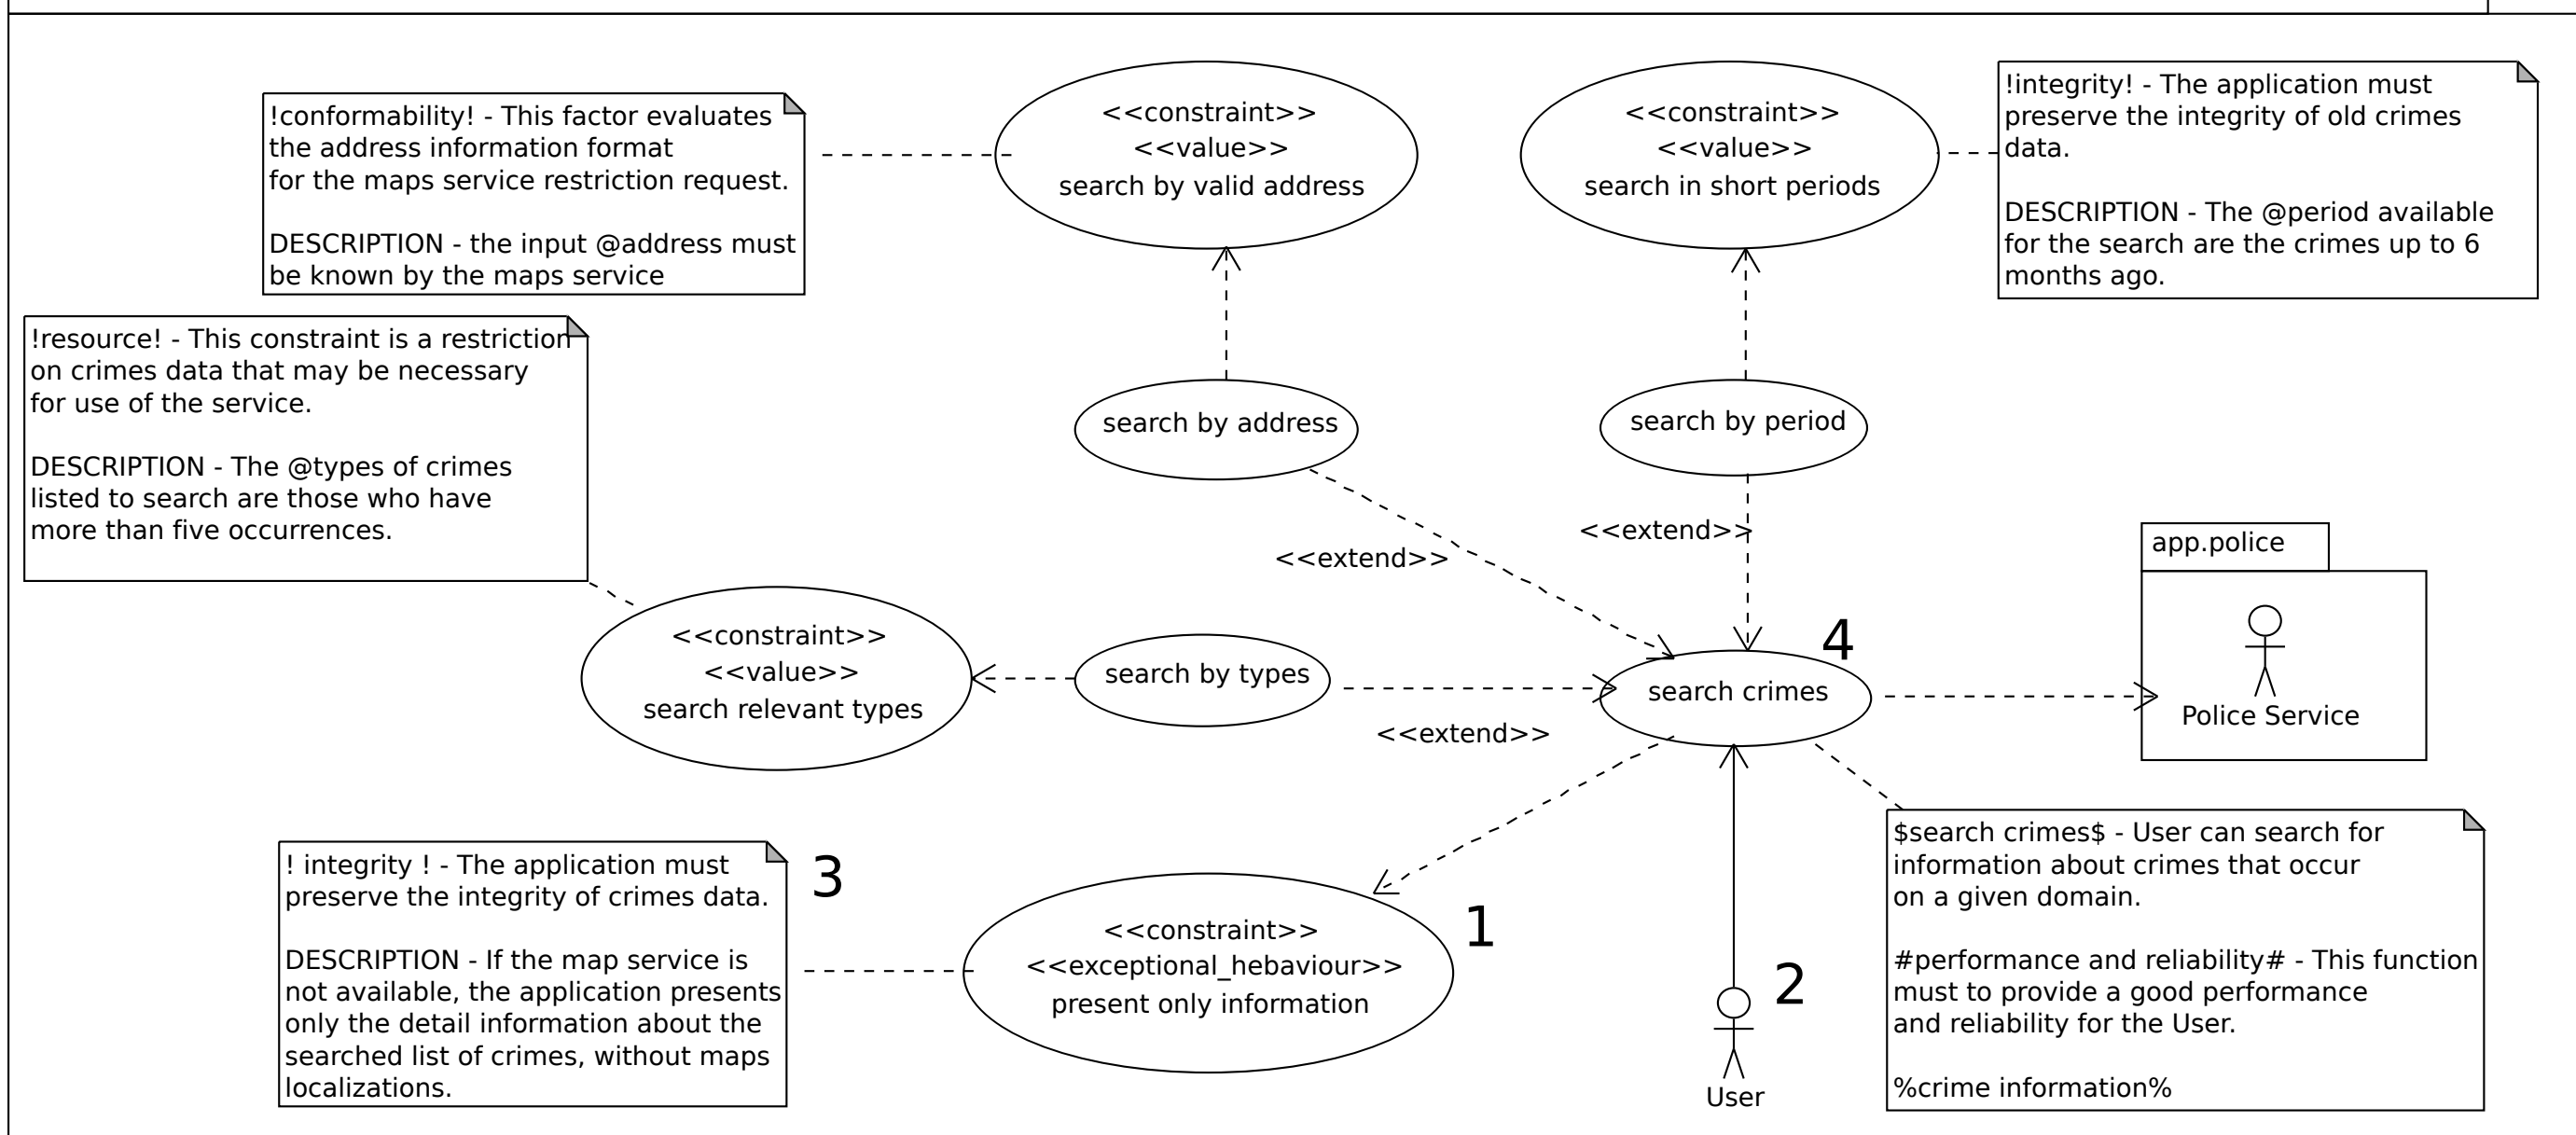 !conformability! - This factor evaluates
the address information format
for the maps service restriction request.
DESCRIPTION - the input @address must
be known by the maps service
<<constraint>>
<<value>>
search by valid address
<<constraint>>
<<value>>
search in short periods
!integrity! - The application must
preserve the integrity of old crimes
data.
DESCRIPTION - The @period available
for the search are the crimes up to 6
months ago.
!resource! - This constraint is a restriction
on crimes data that may be necessary
for use of the service.
DESCRIPTION - The @types of crimes
listed to search are those who have
more than five occurrences.
search by address
search by period
<<extend>>
<<extend>>
app.police
Police Service
<<constraint>>
<<value>>
search relevant types
search by types
<<extend>>
search crimes
4
! integrity ! - The application must
preserve the integrity of crimes data.
DESCRIPTION - If the map service is
not available, the application presents
only the detail information about the
searched list of crimes, without maps
localizations.
3
<<constraint>>
<<exceptional_hebaviour>>
present only information
1
2
User
$search crimes$ - User can search for
information about crimes that occur
on a given domain.
#performance and reliability# - This function
must to provide a good performance
and reliability for the User.
%crime information%